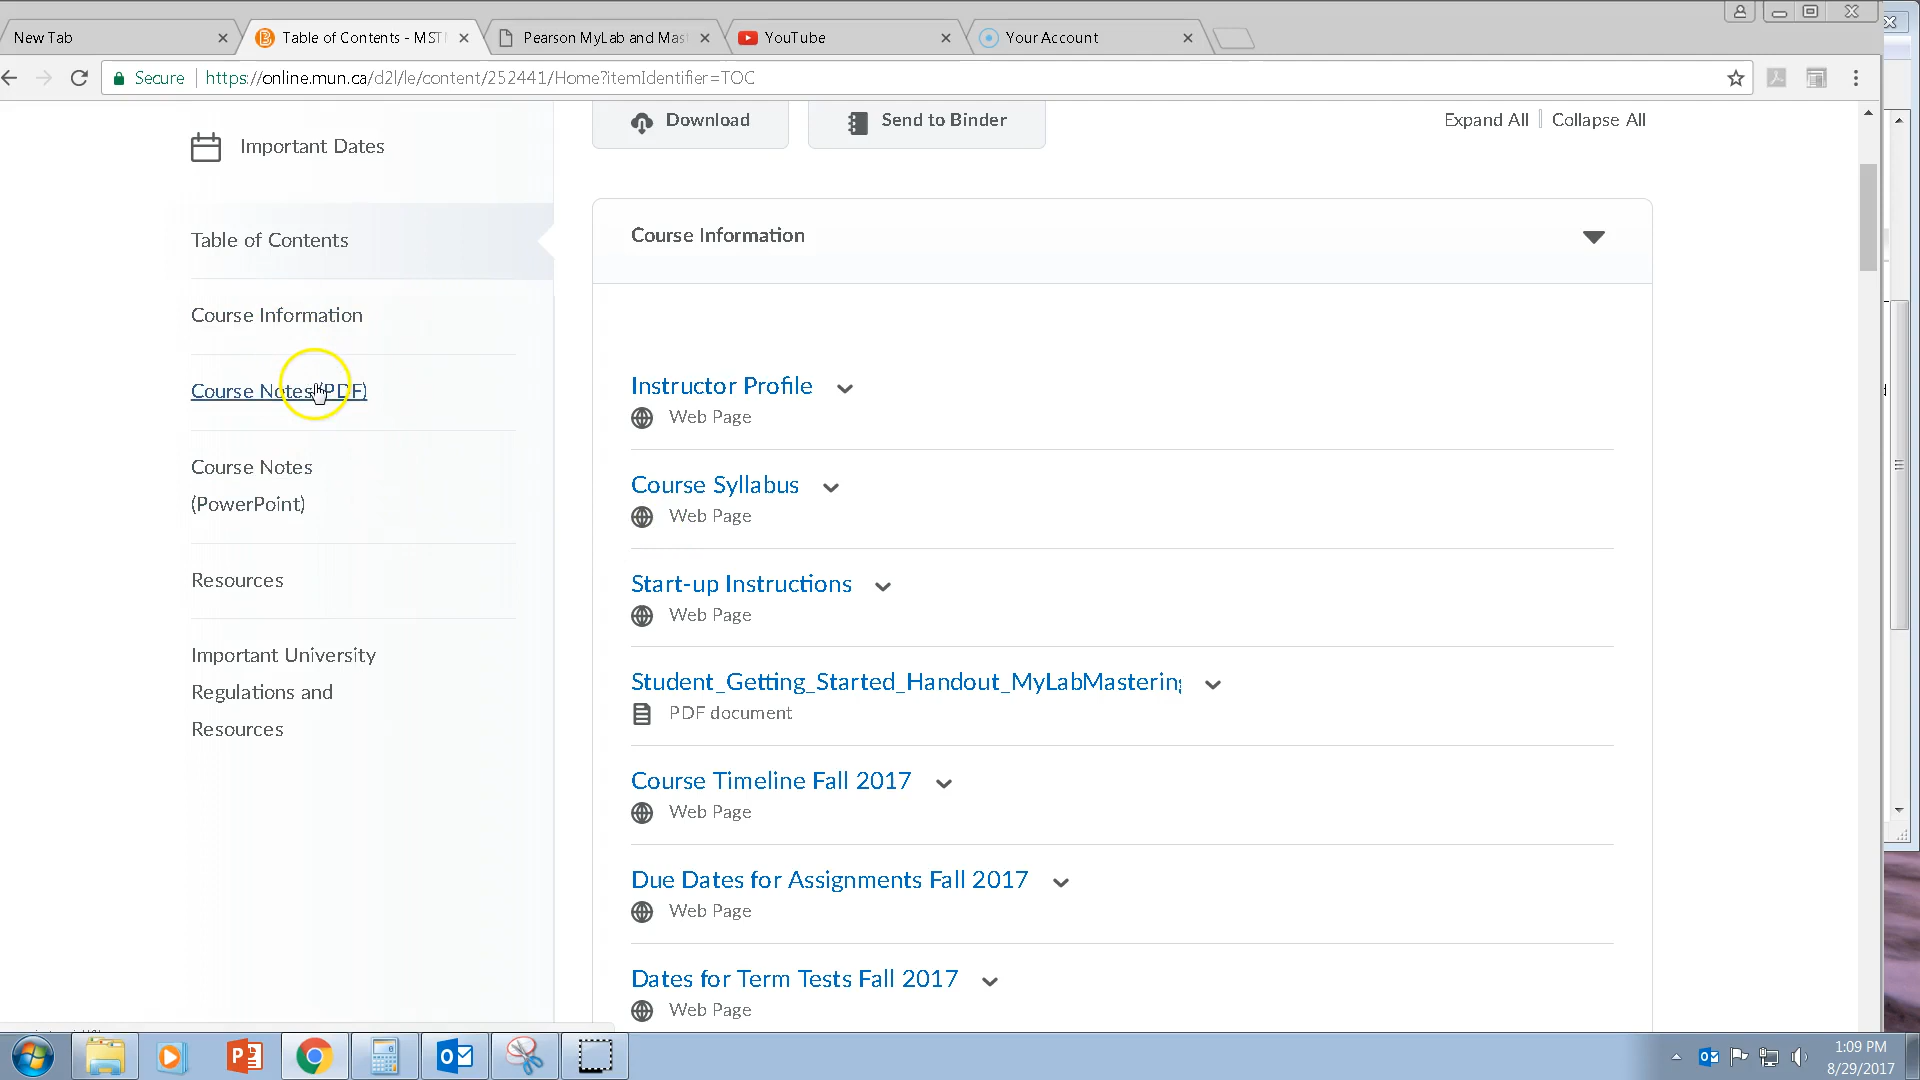 New Tab
Table of Contents - MST
Pearson MyLab and Mas
YouTube
Your Account
Secure
https://online.mun.ca/d2l/le/content/252441/Home?itemIdentifier=TOC
Important Dates
Download
Send to Binder
Expand All
Collapse All
Table of Contents
Course Information
Course Notes (PDF)
Course Notes
(PowerPoint)
Resources
Important University
Regulations and
Resources
Course Information
Instructor Profile
Web Page
Course Syllabus
Web Page
Start-up Instructions
Web Page
Student_Getting_Started_Handout_MyLabMastering
PDF document
Course Timeline Fall 2017
Web Page
Due Dates for Assignments Fall 2017
Web Page
Dates for Term Tests Fall 2017
Web Page
1:09 PM
8/29/2017